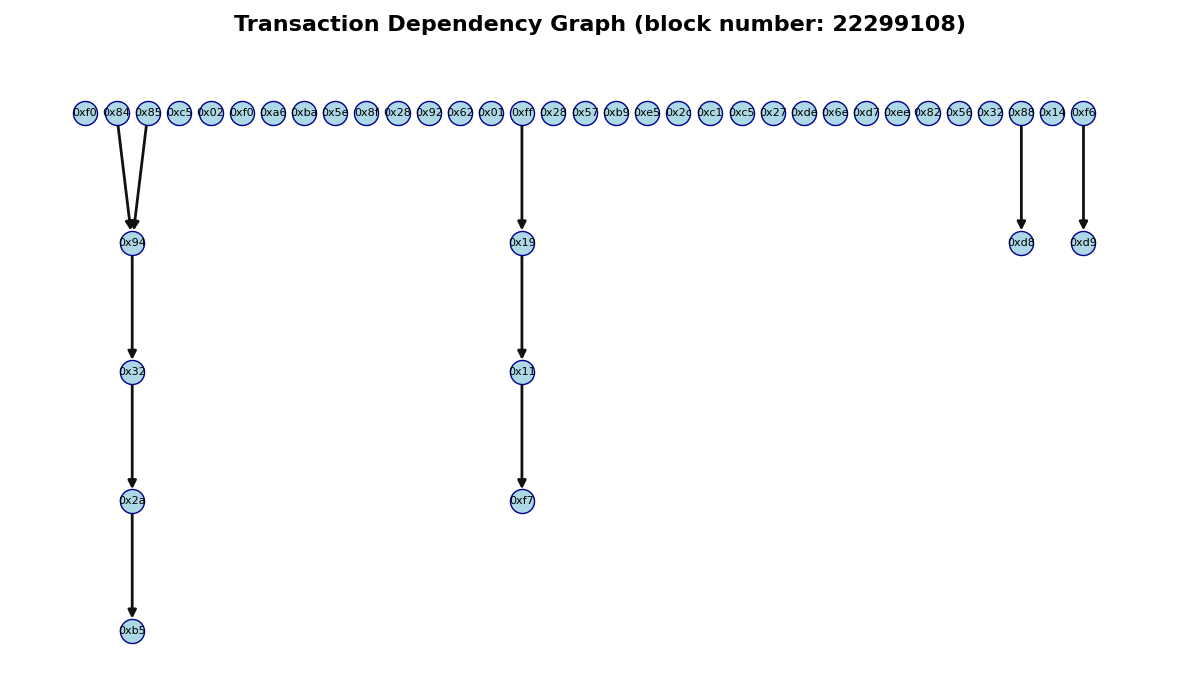 Transaction Dependency Graph (block number: 22299108)
0xf0 0x84 0x85 0xc5 0x02 0xf0 0xa6 0xba 0x5e 0x8f 0x28 0x92 0x62 0x01 0xff 0x28 0x57 0xb9 0xe5 0x2c 0xc1 0xc5 0x27 0xde 0x6e 0xd7 0xee 0x82 0x56 0x32 0x88 0x14 0xf6
0x94 0x19 0xd8 0xd9
0x32 0x11
0x2a 0xf7
0xb5